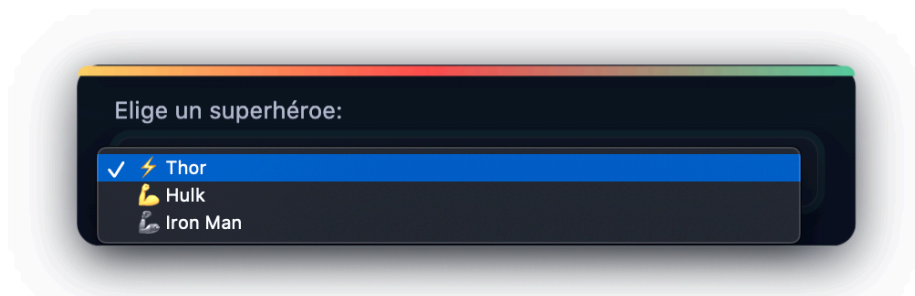 Elige un superhéroe:
✓ ⚡ Thor
💪 Hulk
🦾 Iron Man